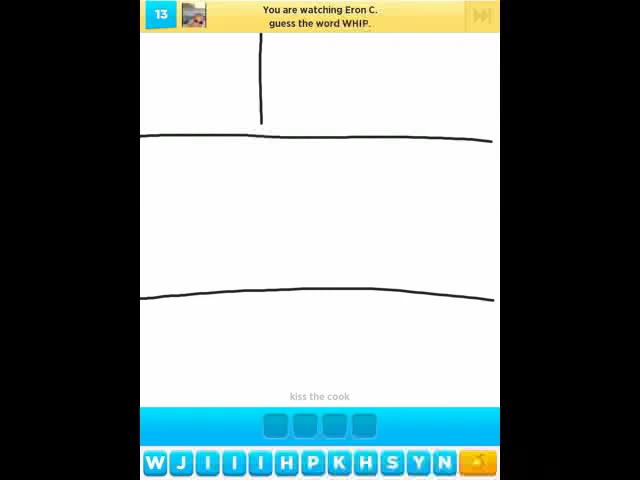 13
You are watching Eron C.
guess the word WHIP.
kiss the cook
W J I I I H P K H S Y N